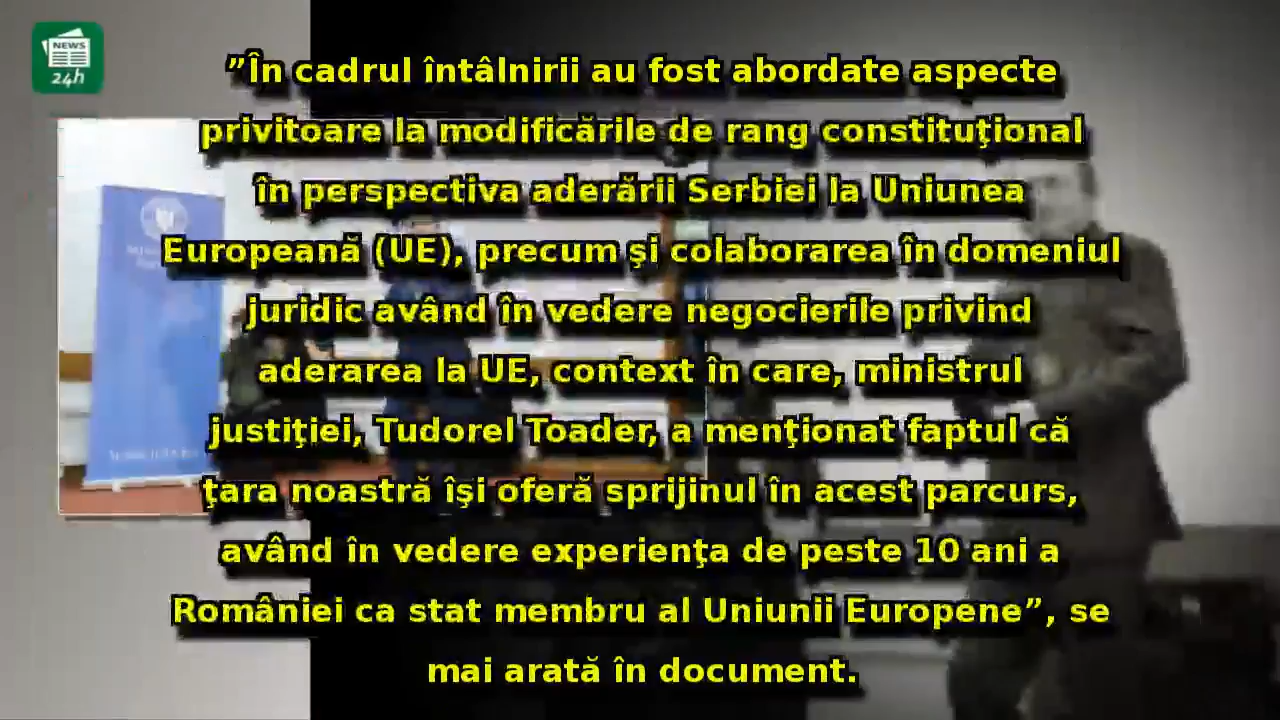 NEWS
24h
”În cadrul întâlnirii au fost abordate aspecte
privitoare la modificările de rang constituţional
în perspectiva aderării Serbiei la Uniunea
Europeană (UE), precum şi colaborarea în domeniul
juridic având în vedere negocierile privind
aderarea la UE, context în care, ministrul
justiţiei, Tudorel Toader, a menţionat faptul că
ţara noastră îşi oferă sprijinul în acest parcurs,
având în vedere experienţa de peste 10 ani a
României ca stat membru al Uniunii Europene”, se
mai arată în document.